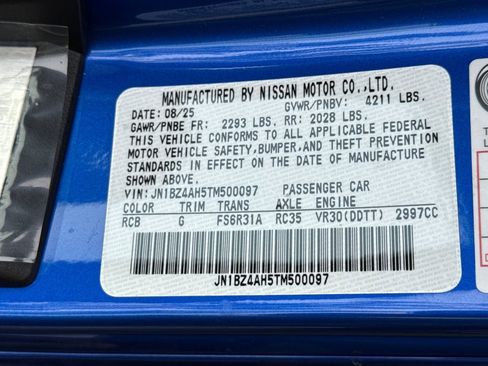 MANUFACTURED BY NISSAN MOTOR CO.,LTD.
DATE: 08/25 GVWR/PNBV: 4211 LBS.
GAWR/PNBE FR: 2293 LBS. RR: 2028 LBS.
THIS VEHICLE CONFORMS TO ALL APPLICABLE FEDERAL
MOTOR VEHICLE SAFETY,BUMPER,AND THEFT PREVENTION
STANDARDS IN EFFECT ON THE DATE OF MANUFACTURE
SHOWN ABOVE.
VIN: JN1BZ4AH5TM500097 PASSENGER CAR
COLOR TRIM TRANS AXLE ENGINE
RCB G FS6R31A RC35 VR30(DDTT) 2997CC
JN1BZ4AH5TM500097